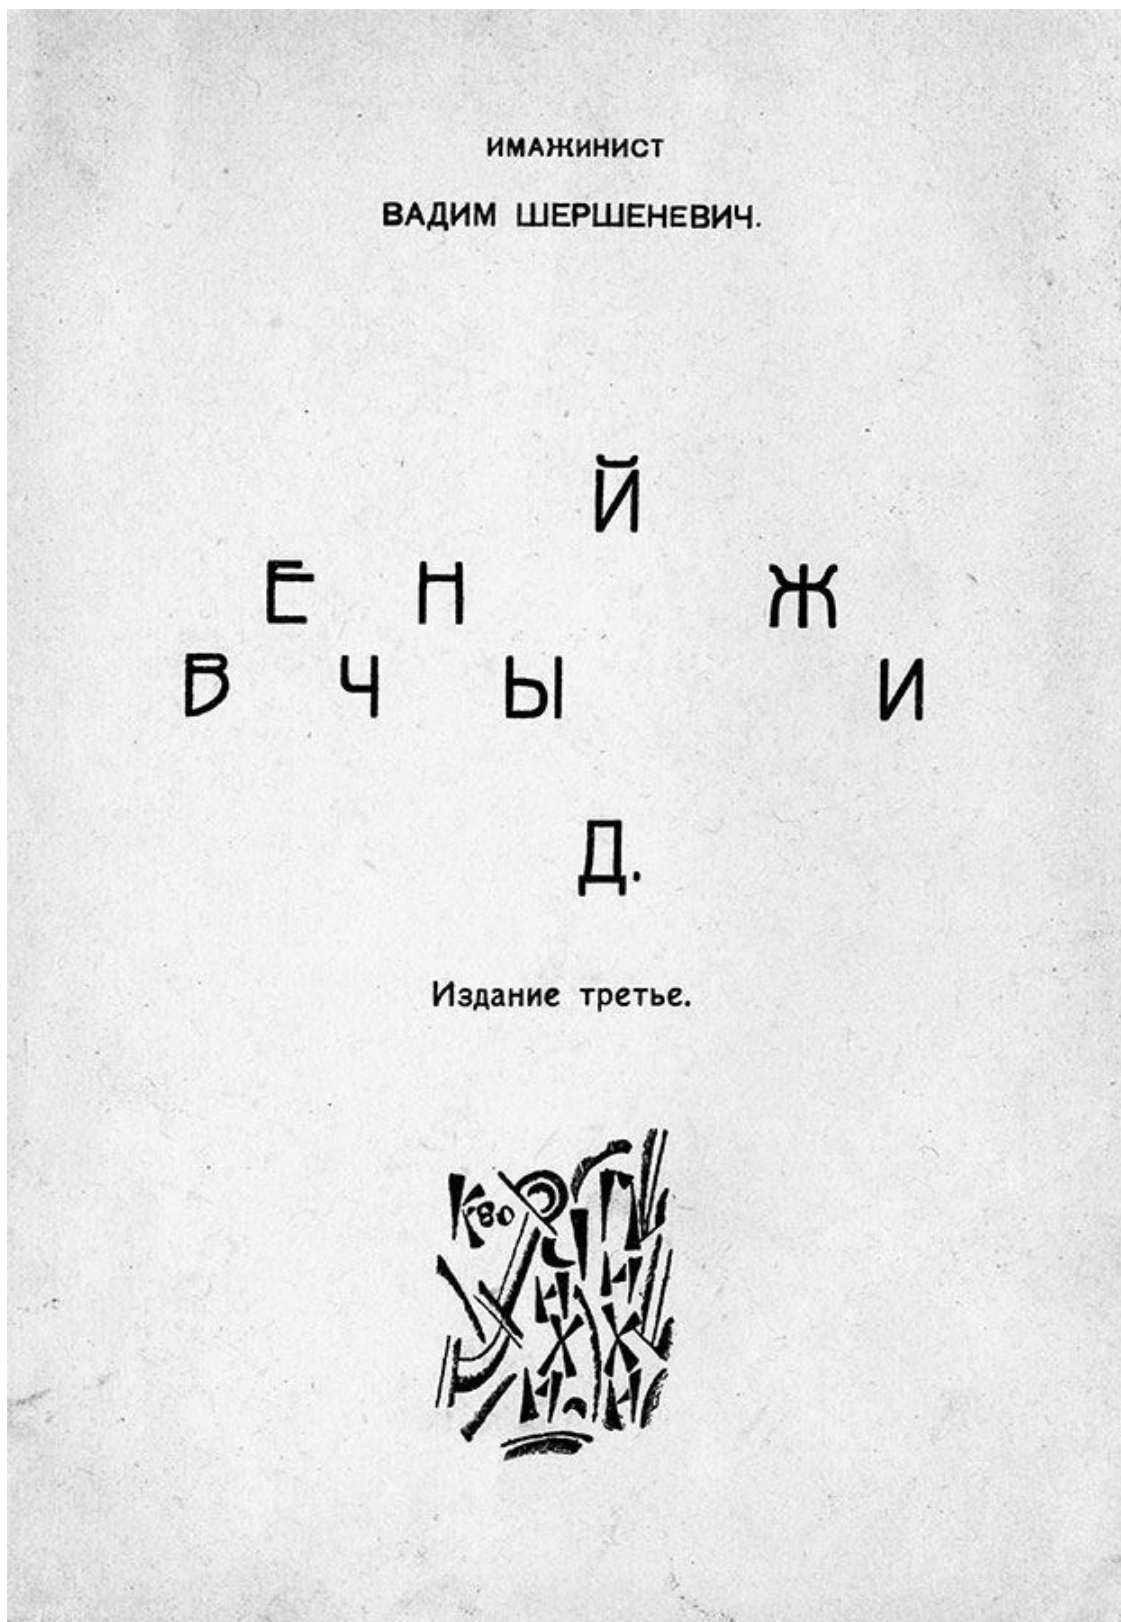 ИМАЖИНИСТ
ВАДИМ ШЕРШЕНЕВИЧ.
Й
Е Н Ж
В Ч Ы И
Д.
Издание третье.